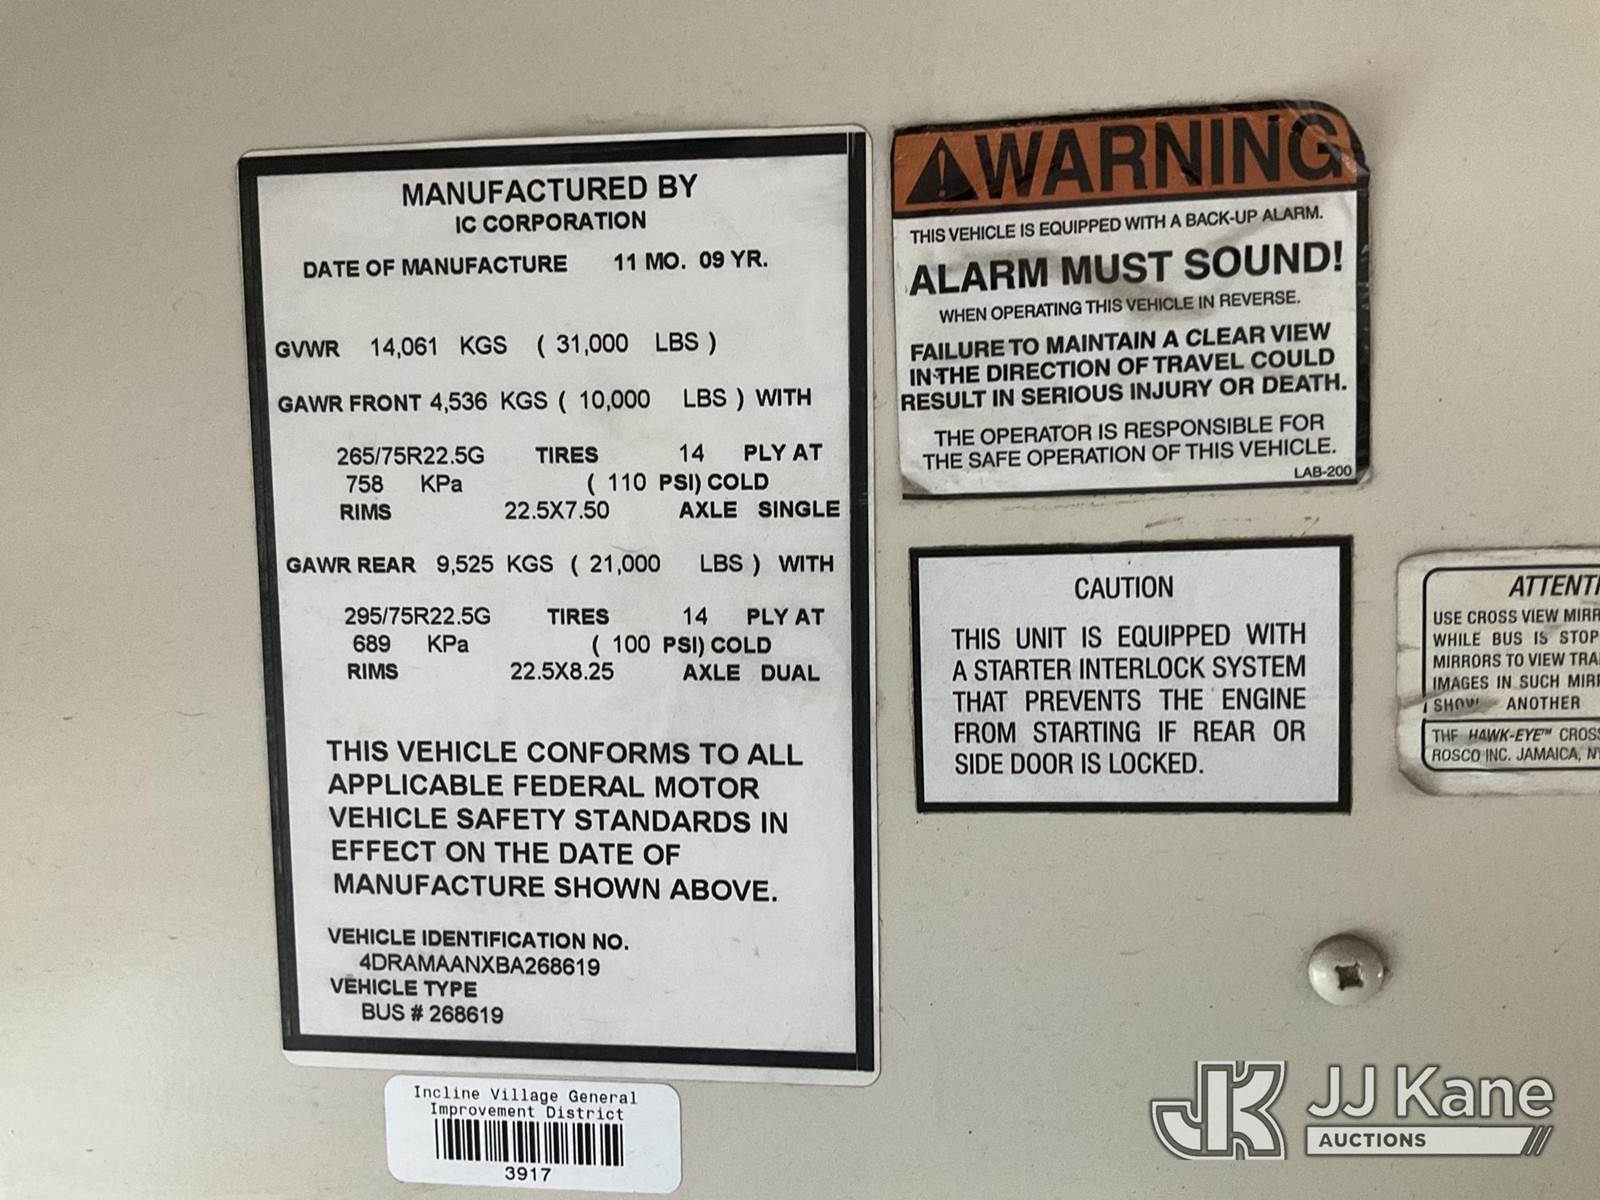 MANUFACTURED BY
IC CORPORATION
DATE OF MANUFACTURE 11 MO. 09 YR.
GVWR 14,061 KGS ( 31,000 LBS )
GAWR FRONT 4,536 KGS ( 10,000 LBS ) WITH
265/75R22.5G TIRES 14 PLY AT
758 KPa ( 110 PSI) COLD
RIMS 22.5X7.50 AXLE SINGLE
GAWR REAR 9,525 KGS ( 21,000 LBS ) WITH
295/75R22.5G TIRES 14 PLY AT
689 KPa ( 100 PSI) COLD
RIMS 22.5X8.25 AXLE DUAL
THIS VEHICLE CONFORMS TO ALL
APPLICABLE FEDERAL MOTOR
VEHICLE SAFETY STANDARDS IN
EFFECT ON THE DATE OF
MANUFACTURE SHOWN ABOVE.
VEHICLE IDENTIFICATION NO.
4DRAMAANXBA268619
VEHICLE TYPE
BUS # 268619
Incline Village General
Improvement District
3917
WARNING
THIS VEHICLE IS EQUIPPED WITH A BACK-UP ALARM.
ALARM MUST SOUND!
WHEN OPERATING THIS VEHICLE IN REVERSE.
FAILURE TO MAINTAIN A CLEAR VIEW
IN THE DIRECTION OF TRAVEL COULD
RESULT IN SERIOUS INJURY OR DEATH.
THE OPERATOR IS RESPONSIBLE FOR
THE SAFE OPERATION OF THIS VEHICLE.
LAB-200
CAUTION
THIS UNIT IS EQUIPPED WITH
A STARTER INTERLOCK SYSTEM
THAT PREVENTS THE ENGINE
FROM STARTING IF REAR OR
SIDE DOOR IS LOCKED.
ATTENTI
USE CROSS VIEW MIRR
WHILE BUS IS STOP
MIRRORS TO VIEW TRA
IMAGES IN SUCH MIR
SHOW ANOTHER
THE HAWK-EYE™ CROSS
ROSCO INC. JAMAICA, NY
JK JJ Kane
AUCTIONS